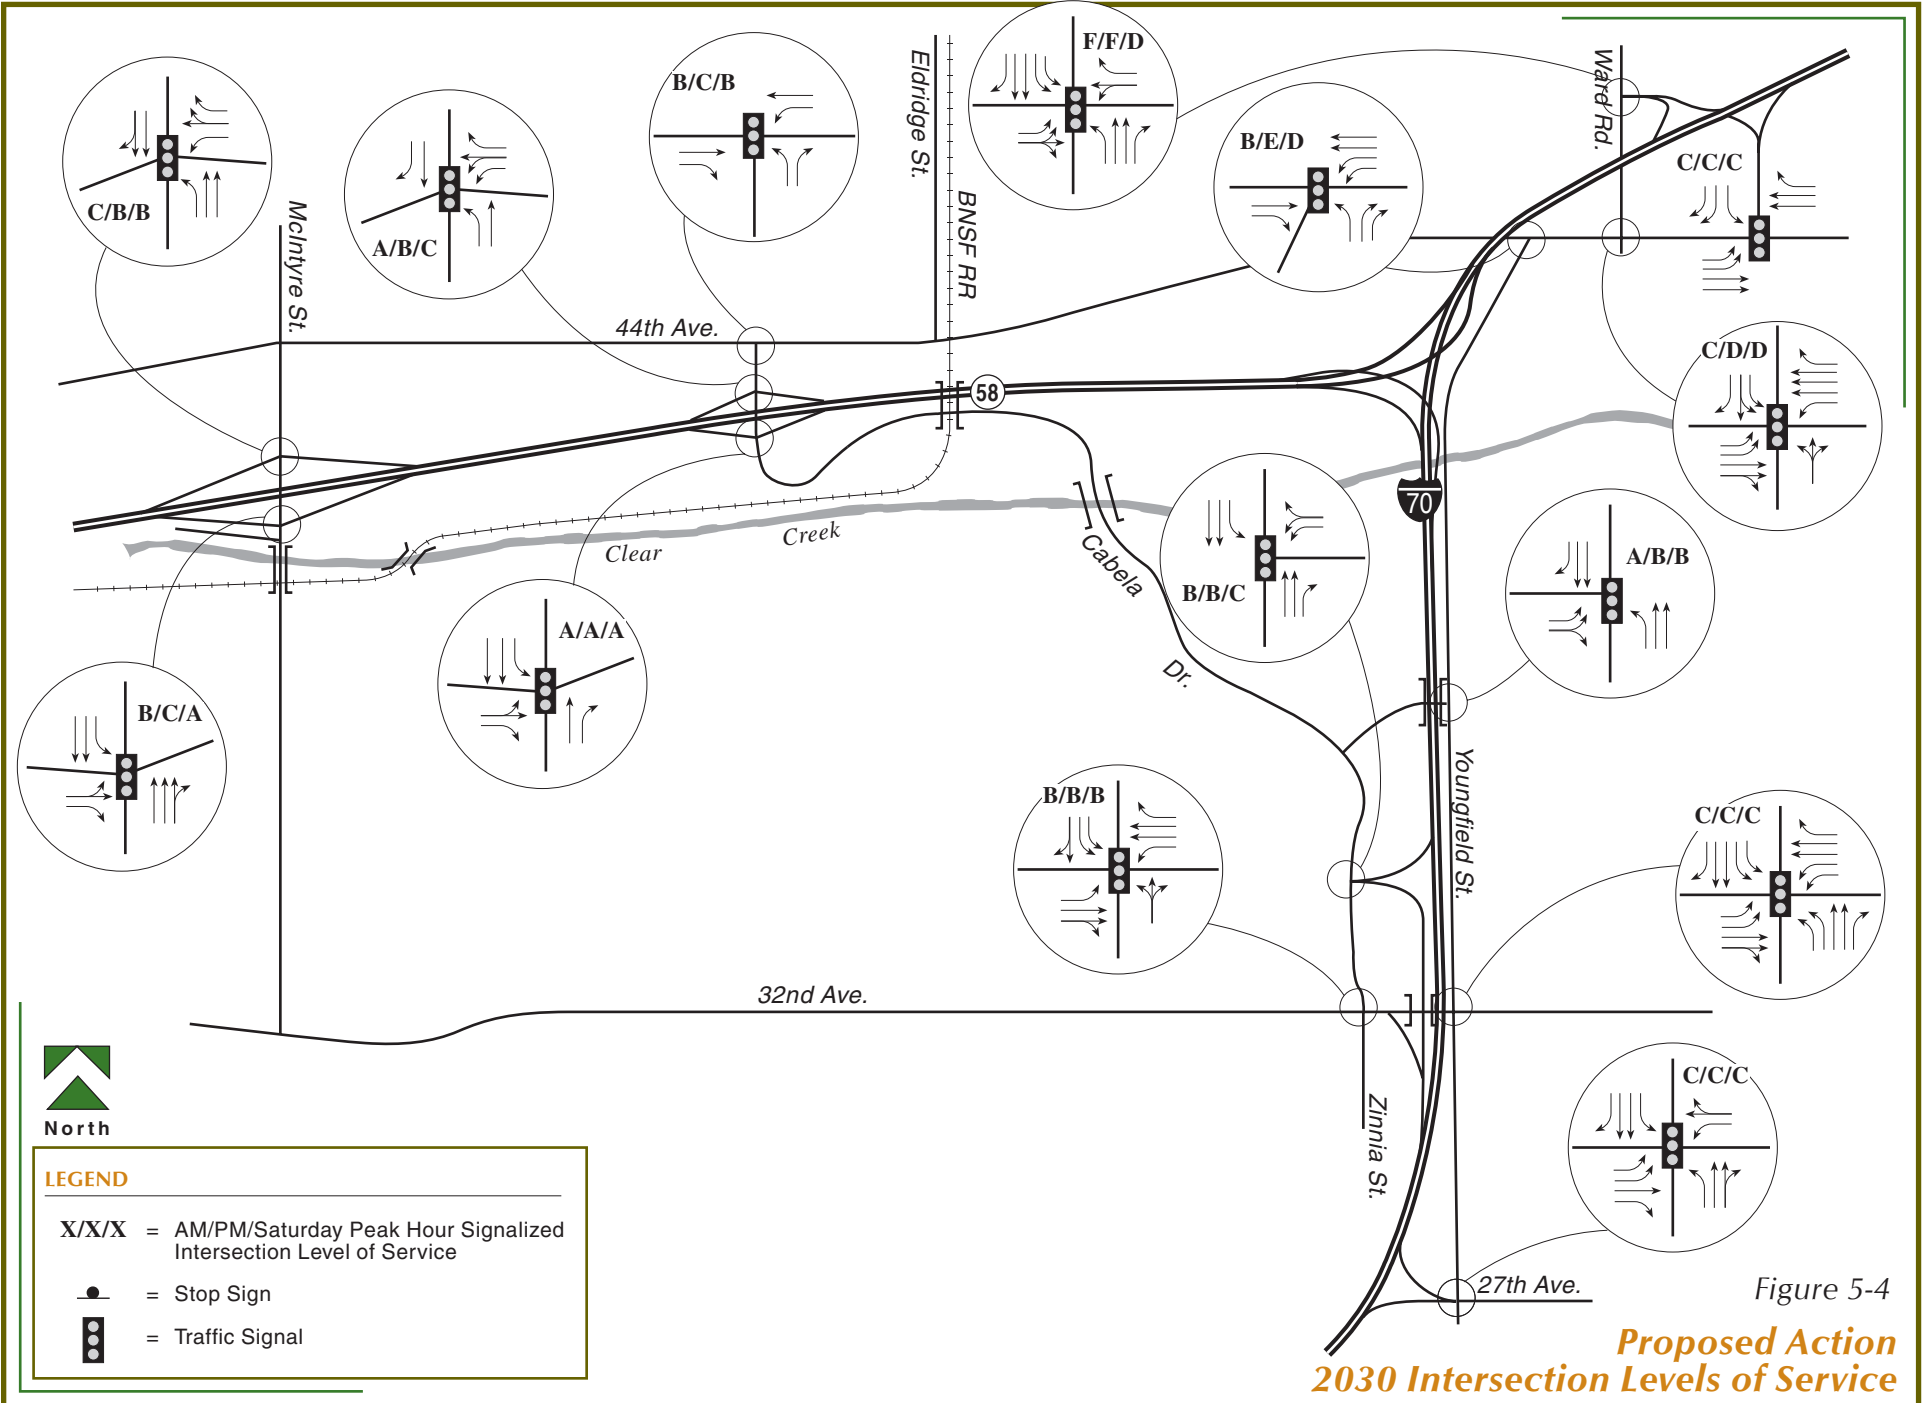 F/F/D
B/C/B
Eldridge St.
Ward Rd.
B/E/D
C/C/C
C/B/B
A/B/C
McIntyre St.
BNSF RR
44th Ave.
58
C/D/D
70
Clear
Creek
Cabela
Dr.
B/B/C
A/B/B
A/A/A
B/C/A
Youngfield St.
B/B/B
C/C/C
32nd Ave.
Zinnia St.
C/C/C
27th Ave.
North
LEGEND
X/X/X = AM/PM/Saturday Peak Hour Signalized
Intersection Level of Service
= Stop Sign
= Traffic Signal
Figure 5-4
Proposed Action
2030 Intersection Levels of Service